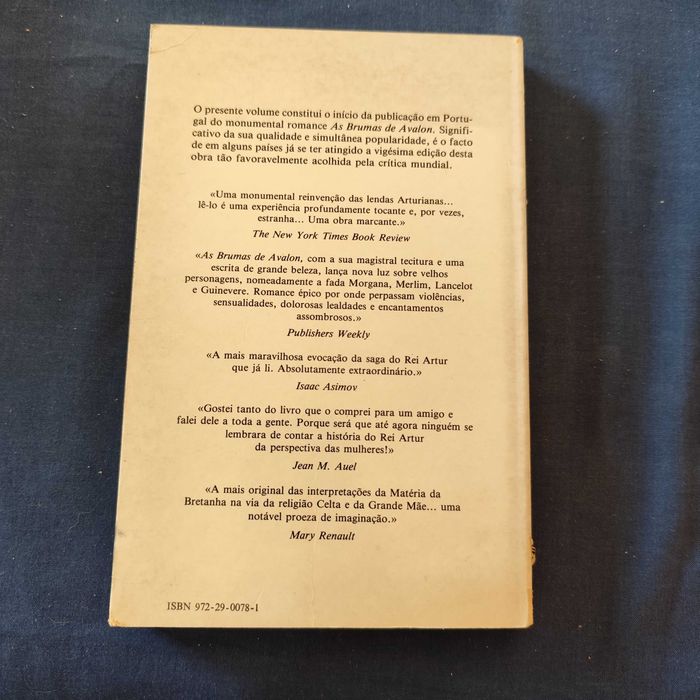 O presente volume constitui o início da publicação em Portu-
gal do monumental romance As Brumas de Avalon. Signifi-
cativo da sua qualidade e simultânea popularidade, é o facto
de em alguns países já se ter atingido a vigésima edição desta
obra tão favoravelmente acolhida pela crítica mundial.
«Uma monumental reinvenção das lendas Arturianas...
lê-lo é uma experiência profundamente tocante e, por vezes,
estranha... Uma obra marcante.»
The New York Times Book Review
«As Brumas de Avalon, com a sua magistral tecitura e uma
escrita de grande beleza, lança nova luz sobre velhos
personagens, nomeadamente a fada Morgana, Merlim, Lancelot
e Guinevere. Romance épico por onde perpassam violências,
sensualidades, dolorosas lealdades e encantamentos
assombrosos.»
Publishers Weekly
«A mais maravilhosa evocação da saga do Rei Artur
que já li. Absolutamente extraordinário.»
Isaac Asimov
«Gostei tanto do livro que o comprei para um amigo e
falei dele a toda a gente. Porque será que até agora ninguém se
lembrara de contar a história do Rei Artur
da perspectiva das mulheres!»
Jean M. Auel
«A mais original das interpretações da Matéria da
Bretanha na via da religião Celta e da Grande Mãe... uma
notável proeza de imaginação.»
Mary Renault
ISBN 972-29-0078-1